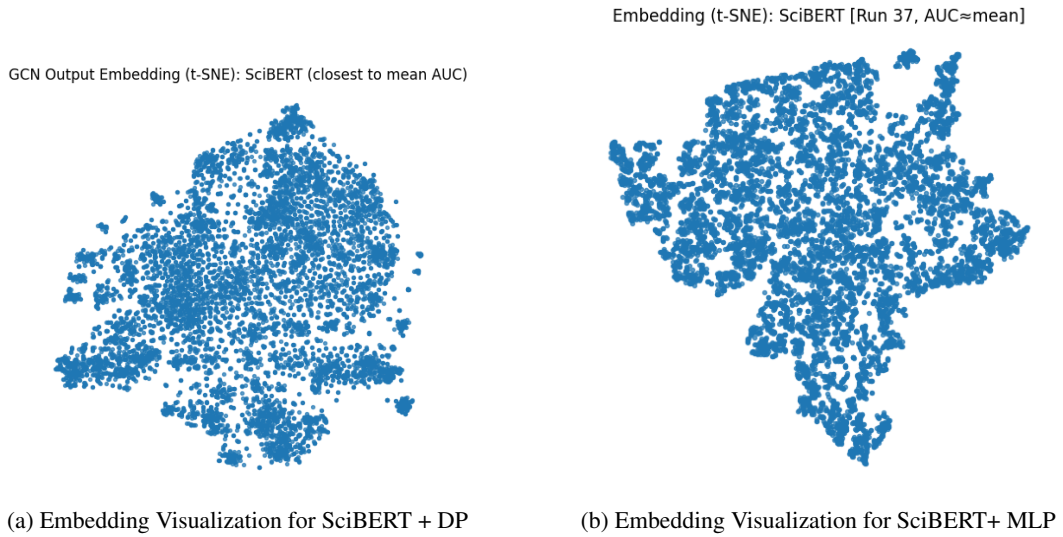 Embedding (t-SNE): SciBERT [Run 37, AUC≈mean]
GCN Output Embedding (t-SNE): SciBERT (closest to mean AUC)
(a) Embedding Visualization for SciBERT + DP
(b) Embedding Visualization for SciBERT+ MLP